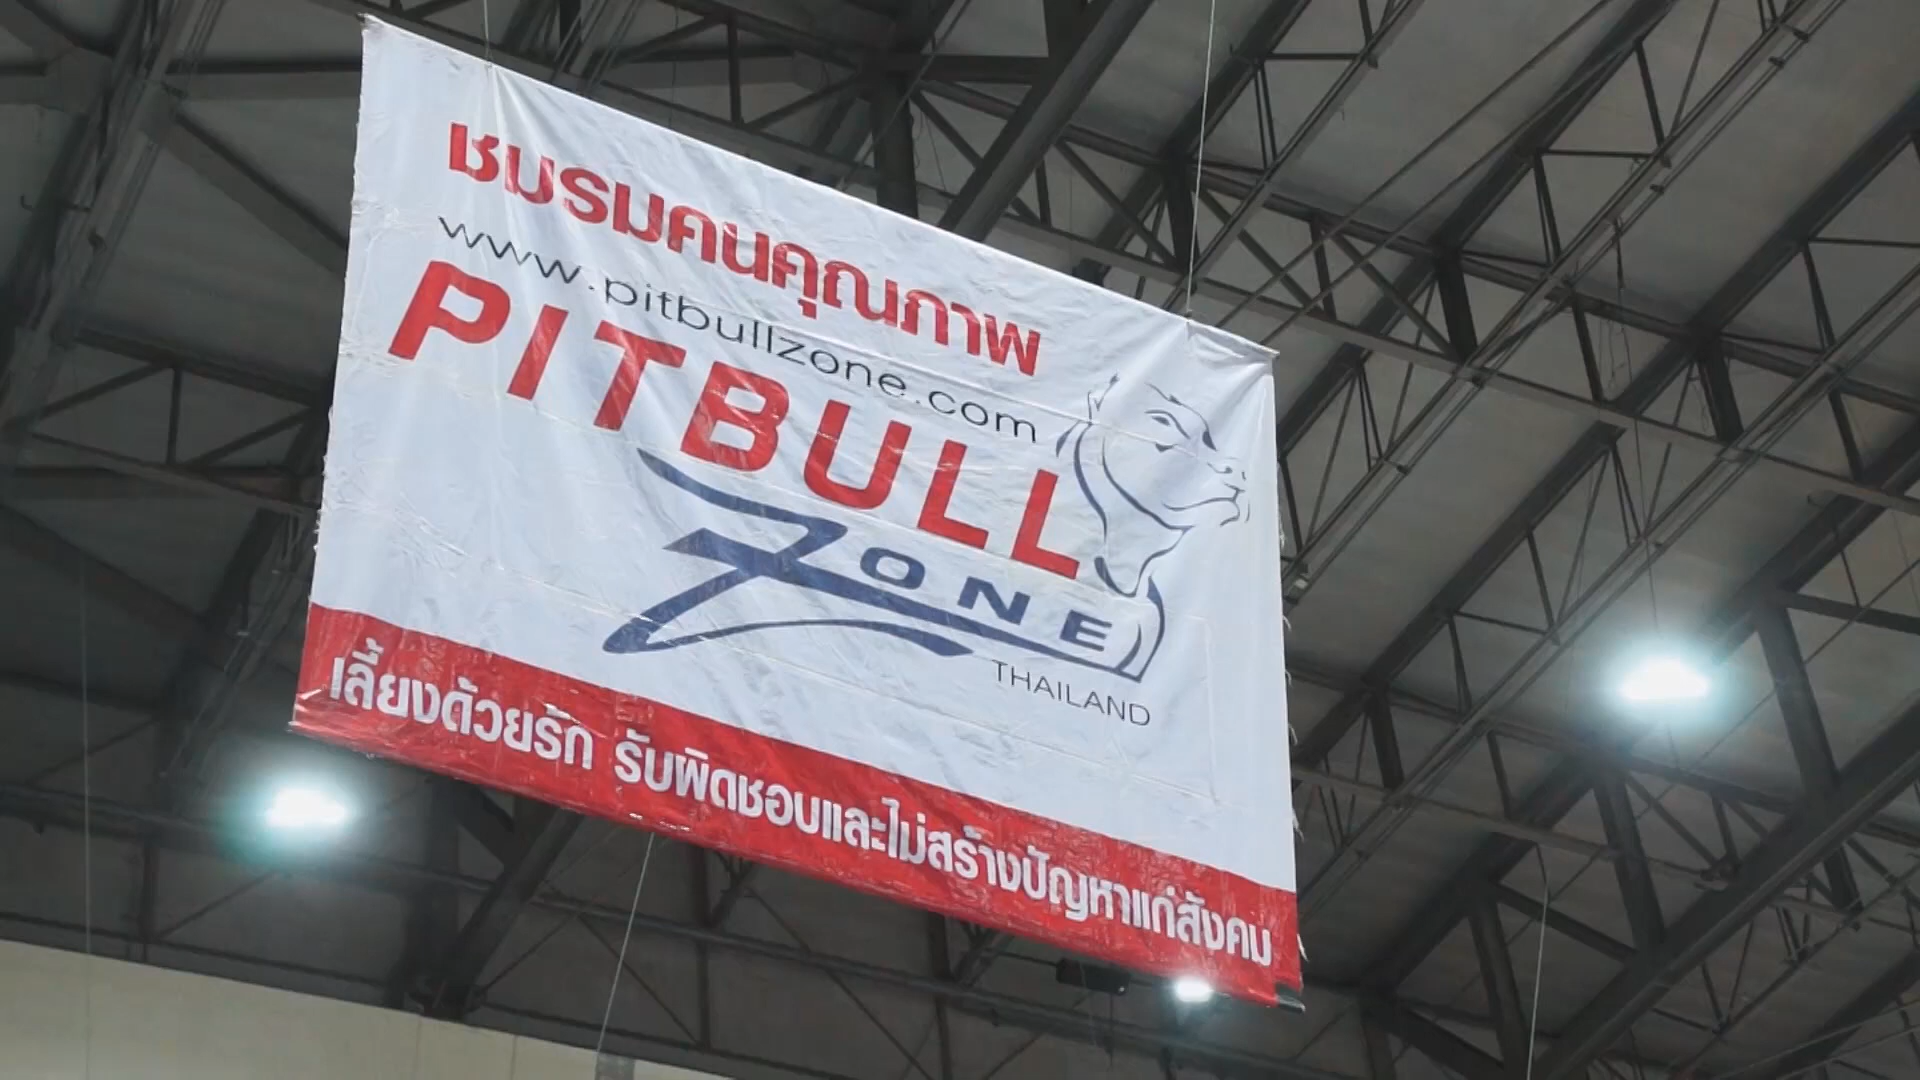 ชมรมคนคุณภาพ
www.pitbullzone.com
PITBULL
ZONE
THAILAND
เลี้ยงด้วยรัก รับผิดชอบและไม่สร้างปัญหาแก่สังคม